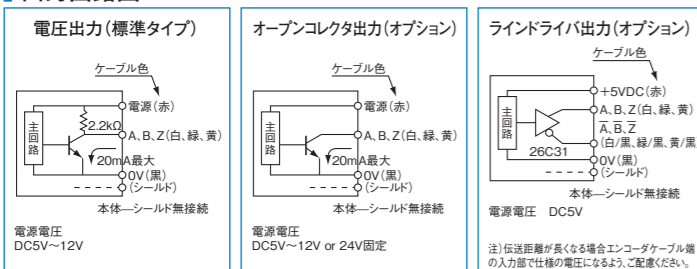 電圧出力（標準タイプ）
ケーブル色
主回路
2.2kΩ
電源（赤）
A、B、Z（白、緑、黄）
20mA最大
0V（黒）
（シールド）
本体―シールド無接続
電源電圧
DC5V～12V
オープンコレクタ出力（オプション）
ケーブル色
主回路
電源（赤）
A、B、Z（白、緑、黄）
20mA最大
0V（黒）
（シールド）
本体―シールド無接続
電源電圧
DC5V～12V or 24V固定
ラインドライバ出力（オプション）
ケーブル色
主回路
26C31
+5VDC（赤）
A、B、Z（白、緑、黄）
A、B、Z
（白/黒、緑/黒、黄/黒
0V（黒）
（シールド）
本体―シールド無接続
電源電圧 DC5V
注）伝送距離が長くなる場合エンコーダケーブル端
の入力部で仕様の電圧になるよう、ご配慮ください。